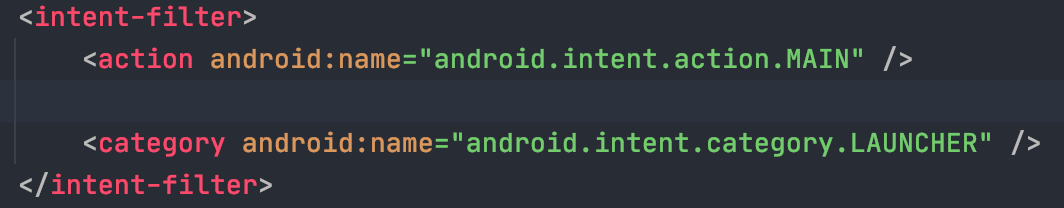 <intent-filter>
<action android:name="android.intent.action.MAIN" />
<category android:name="android.intent.category.LAUNCHER" />
</intent-filter>